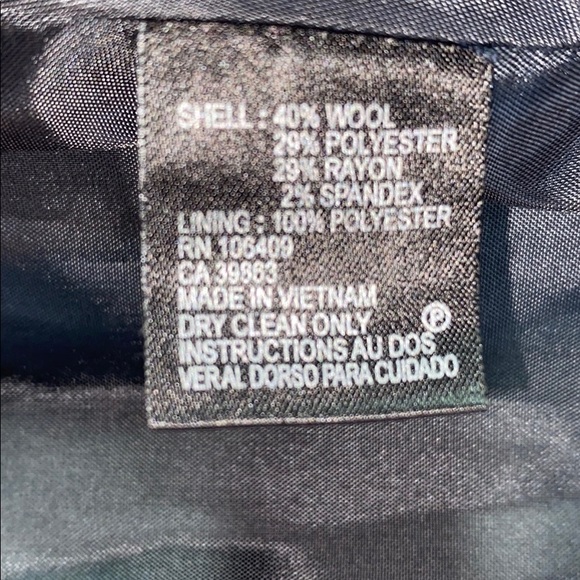 SHELL : 40% WOOL
29% POLYESTER
29% RAYON
2% SPANDEX
LINING : 100% POLYESTER
RN 106409
CA 39863
MADE IN VIETNAM
DRY CLEAN ONLY P
INSTRUCTIONS AU DOS
VERAL DORSO PARA CUIDADO